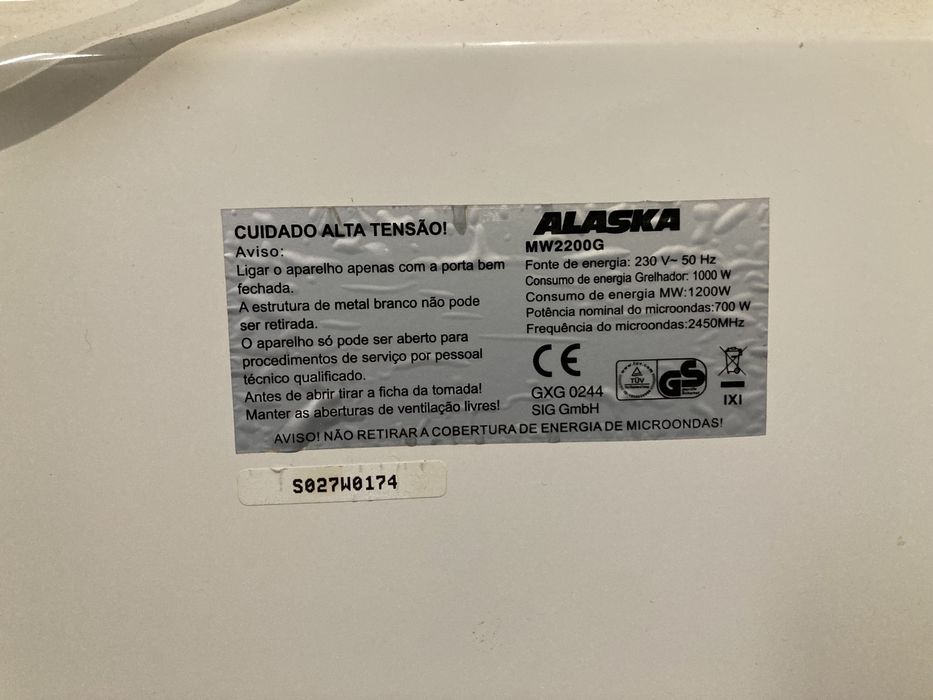 CUIDADO ALTA TENSÃO!
Aviso:
Ligar o aparelho apenas com a porta bem
fechada.
A estrutura de metal branco não pode
ser retirada.
O aparelho só pode ser aberto para
procedimentos de serviço por pessoal
técnico qualificado.
Antes de abrir tirar a ficha da tomada!
Manter as aberturas de ventilação livres!
ALASKA
MW2200G
Fonte de energia: 230 V~ 50 Hz
Consumo de energia Grelhador: 1000 W
Consumo de energia MW:1200W
Potência nominal do microondas:700 W
Frequência do microondas:2450MHz
CE
GXG 0244
SIG GmbH
TÜV
GS
IXI
AVISO! NÃO RETIRAR A COBERTURA DE ENERGIA DE MICROONDAS!
S027W0174